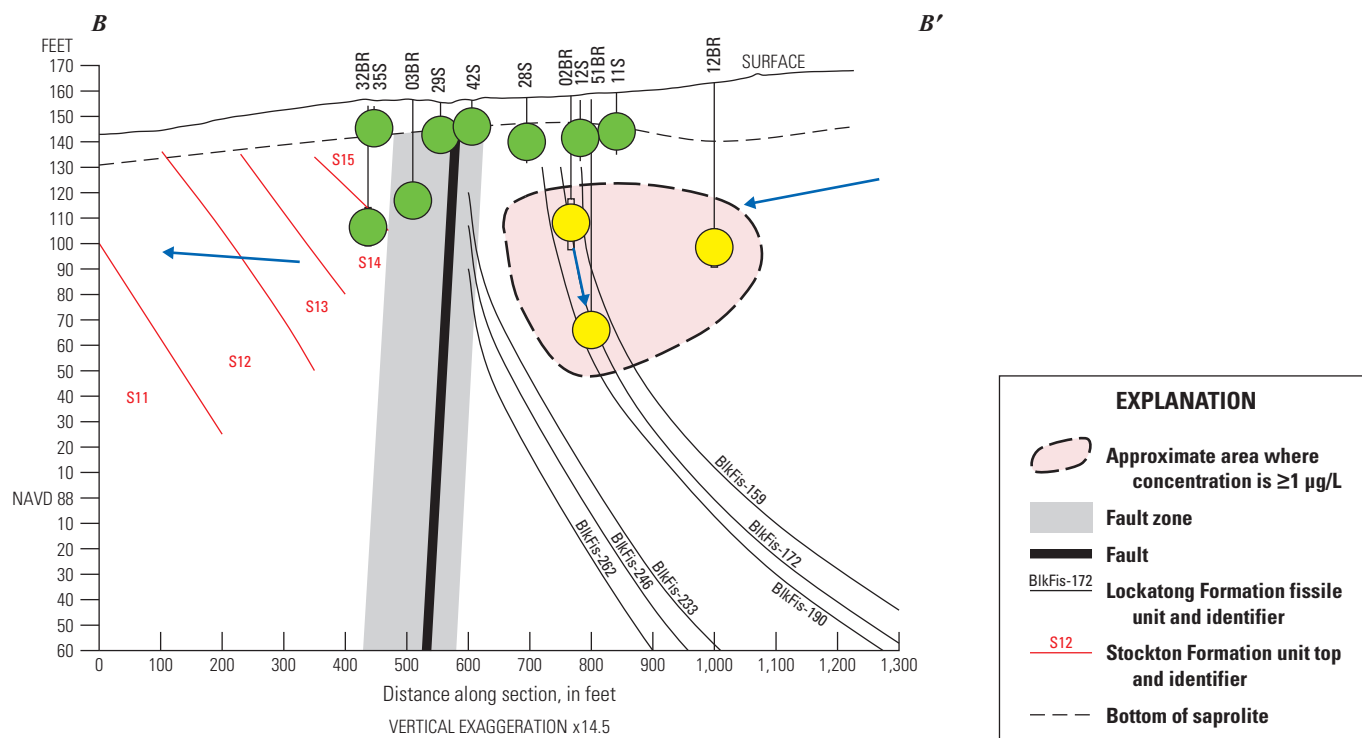 B
B′
FEET
170
160
150
140
130
120
110
100
90
80
70
60
50
40
30
20
10
NAVD 88
10
20
30
40
50
60
32BR
35S
03BR
29S
42S
28S
02BR
12S
51BR
11S
12BR
SURFACE
S15
S14
S13
S12
S11
BlkFis-159
BlkFis-172
BlkFis-190
BlkFis-233
BlkFis-246
BlkFis-262
0 100 200 300 400 500 600 700 800 900 1,000 1,100 1,200 1,300
Distance along section, in feet
VERTICAL EXAGGERATION x14.5
EXPLANATION
Approximate area where
concentration is ≥1 µg/L
Fault zone
Fault
BlkFis-172
Lockatong Formation fissile
unit and identifier
S12
Stockton Formation unit top
and identifier
Bottom of saprolite